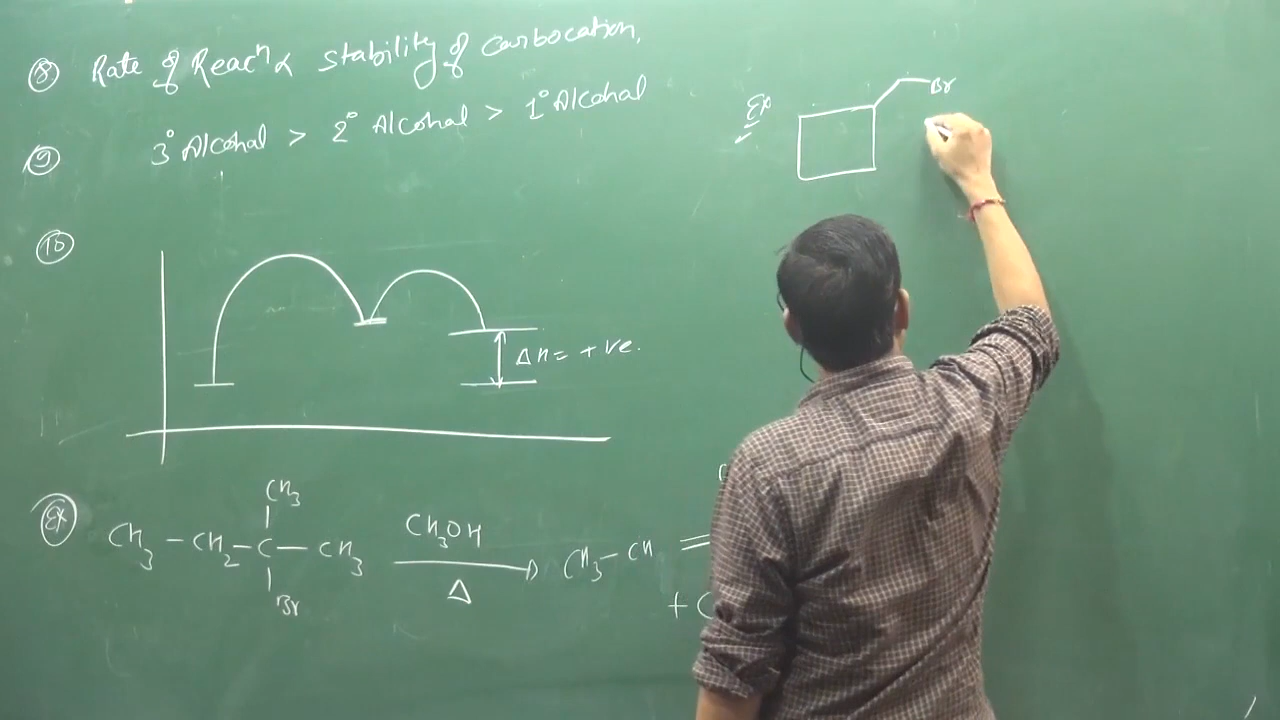 ⑧ Rate of Reacⁿ ∝ stability of carbocation,
⑨ 3° Alcohal > 2° Alcohal > 1° Alcohal
⑩
ΔH = +ve.
Ex
CH₃
CH₃ – CH₂ – C – CH₃
Br
CH₃OH
Δ
CH₃ – CH =
+ C
Ex
Br